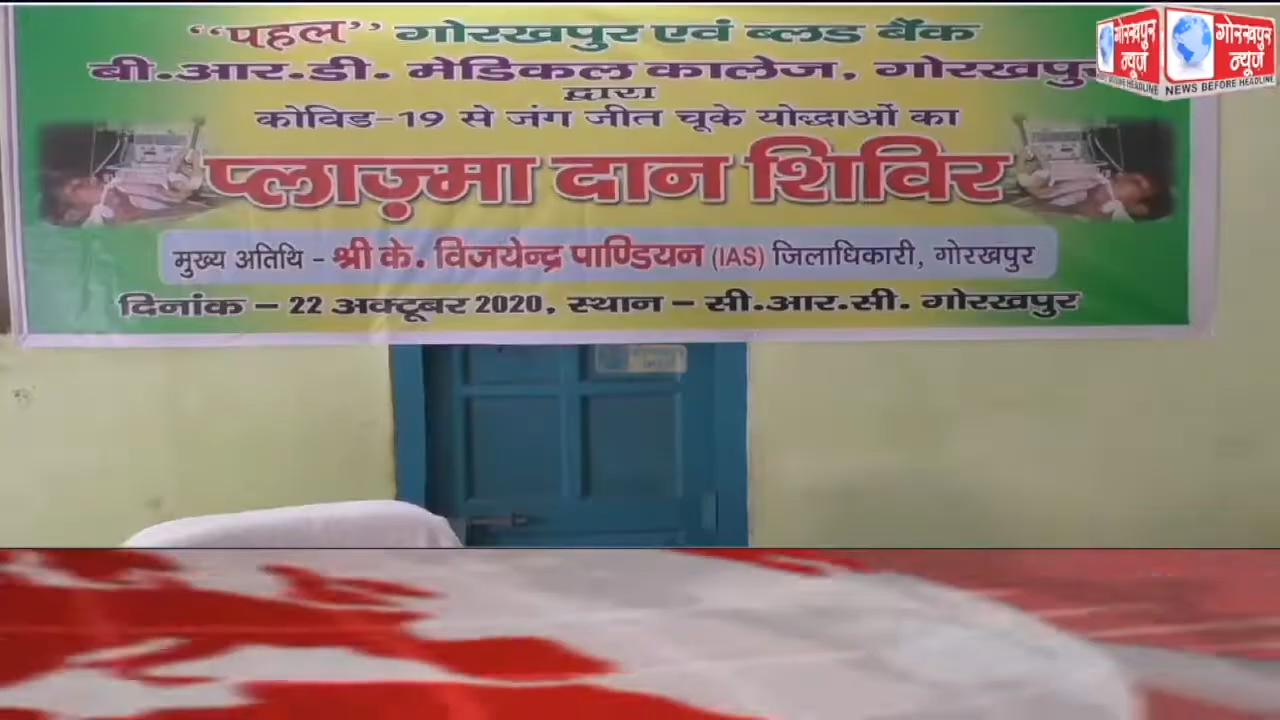 “पहल” गोरखपुर एवं ब्लड बैंक
बी.आर.डी. मेडिकल कालेज, गोरखपुर
द्वारा
कोविड-19 से जंग जीत चूके योद्धाओं का
प्लाज़्मा दान शिविर
मुख्य अतिथि - श्री के. विजयेन्द्र पाण्डियन (IAS) जिलाधिकारी, गोरखपुर
दिनांक - 22 अक्टूबर 2020, स्थान - सी.आर.सी. गोरखपुर
गोरखपुर न्यूज़
गोरखपुर न्यूज़
NEWS BEFORE HEADLINE